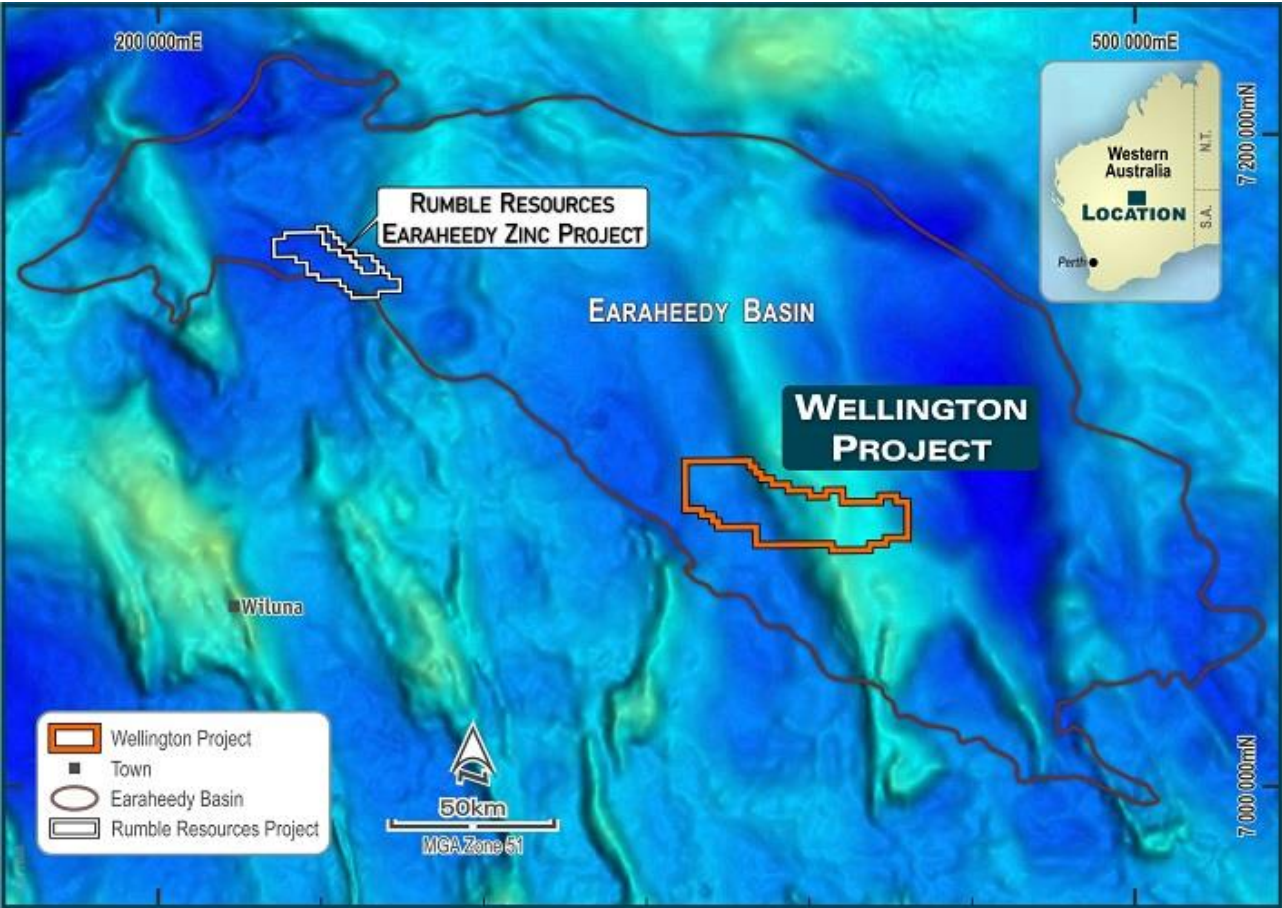 200 000mE
500 000mE
7 200 000mN
Western
Australia
N.T.
LOCATION
S.A.
Perth
RUMBLE RESOURCES
EARAHEEDY ZINC PROJECT
EARAHEEDY BASIN
WELLINGTON
PROJECT
Wiluna
Wellington Project
Town
Earaheedy Basin
Rumble Resources Project
50km
MGA Zone 51
7 000 000mN